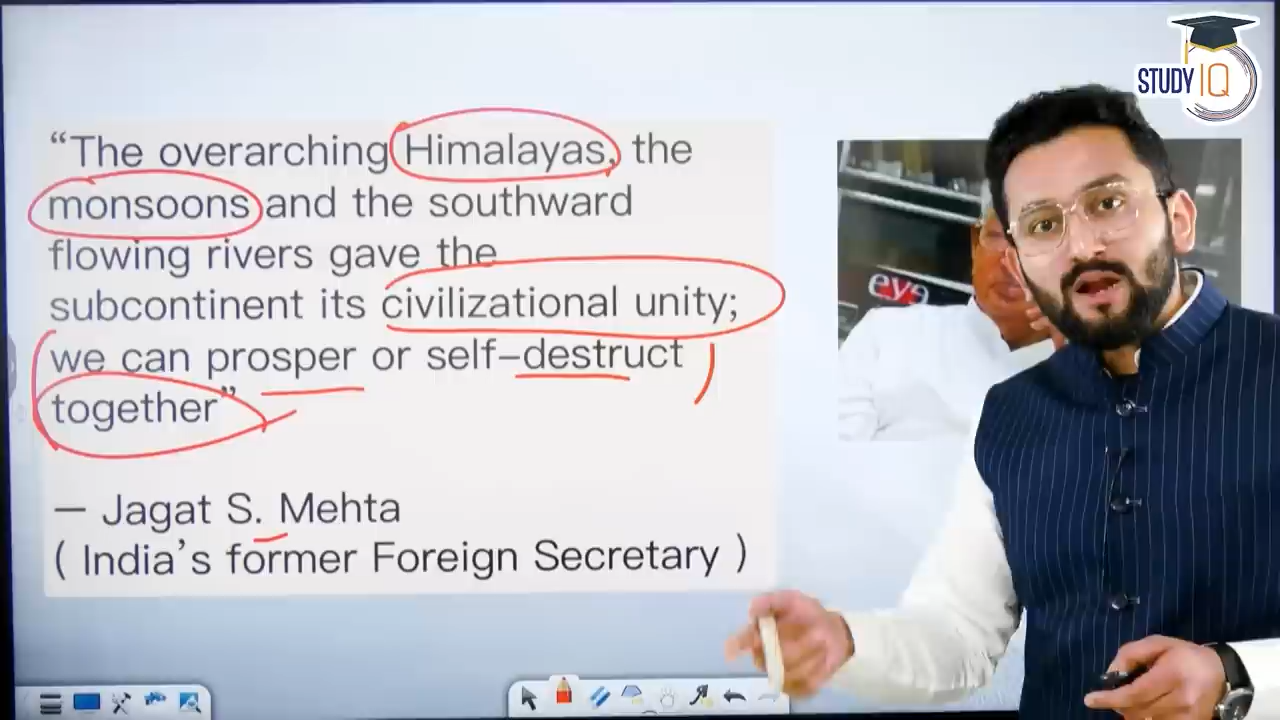 “The overarching Himalayas, the
monsoons and the southward
flowing rivers gave the
subcontinent its civilizational unity;
we can prosper or self–destruct
together”
— Jagat S. Mehta
( India’s former Foreign Secretary )
STUDY IQ
eye